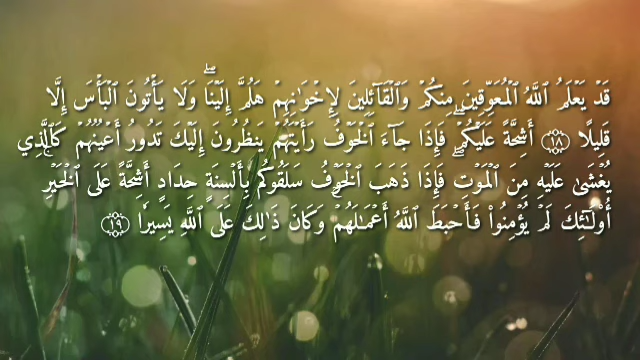 قَدۡ يَعۡلَمُ ٱللَّهُ ٱلۡمُعَوِّقِينَ مِنكُمۡ وَٱلۡقَآئِلِينَ لِإِخۡوَٰنِهِمۡ هَلُمَّ إِلَيۡنَاۖ وَلَا يَأۡتُونَ ٱلۡبَأۡسَ إِلَّا
قَلِيلًا ١٨ أَشِحَّةً عَلَيۡكُمۡۖ فَإِذَا جَآءَ ٱلۡخَوۡفُ رَأَيۡتَهُمۡ يَنظُرُونَ إِلَيۡكَ تَدُورُ أَعۡيُنُهُمۡ كَٱلَّذِي
يُغۡشَىٰ عَلَيۡهِ مِنَ ٱلۡمَوۡتِۖ فَإِذَا ذَهَبَ ٱلۡخَوۡفُ سَلَقُوكُم بِأَلۡسِنَةٍ حِدَادٍ أَشِحَّةً عَلَى ٱلۡخَيۡرِۚ
أُوْلَٰٓئِكَ لَمۡ يُؤۡمِنُواْ فَأَحۡبَطَ ٱللَّهُ أَعۡمَٰلَهُمۡۚ وَكَانَ ذَٰلِكَ عَلَى ٱللَّهِ يَسِيرٗا ١٩